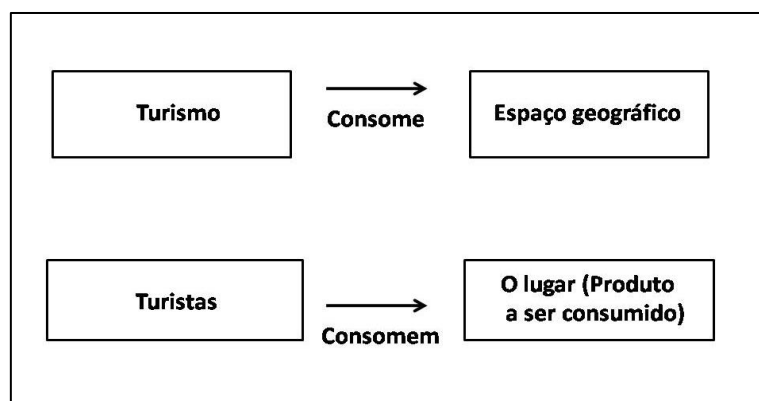 Turismo
Consome
Espaço geográfico
Turistas
Consomem
O lugar (Produto
a ser consumido)